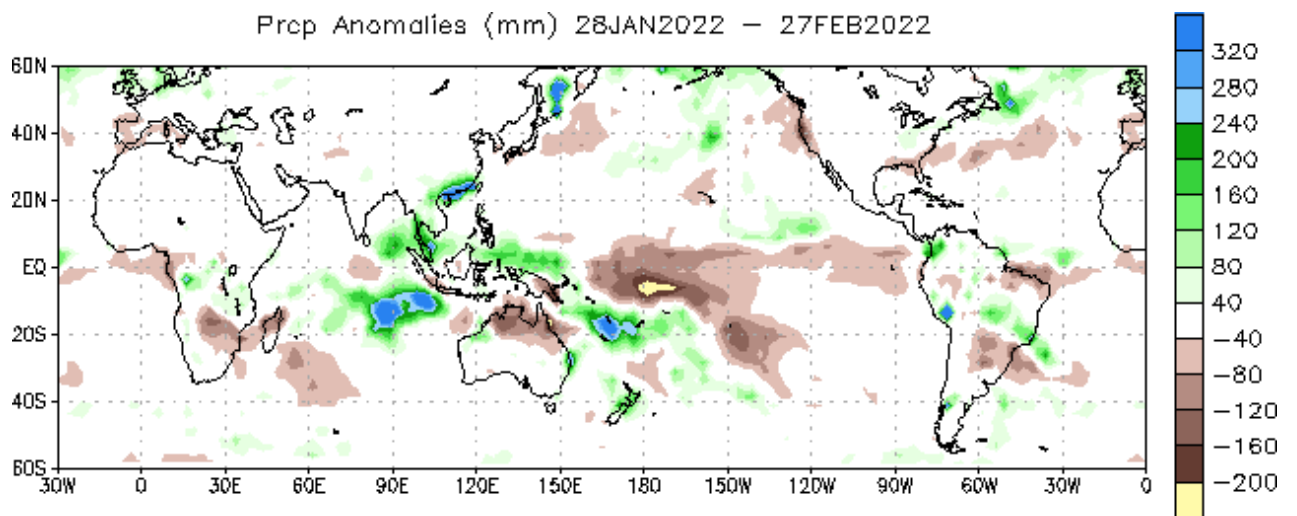 Prcp Anomalies (mm) 28JAN2022 – 27FEB2022
60N
40N
20N
EQ
20S
40S
60S
30W 0 30E 60E 90E 120E 150E 180 150W 120W 90W 60W 30W 0
320
280
240
200
160
120
80
40
−40
−80
−120
−160
−200